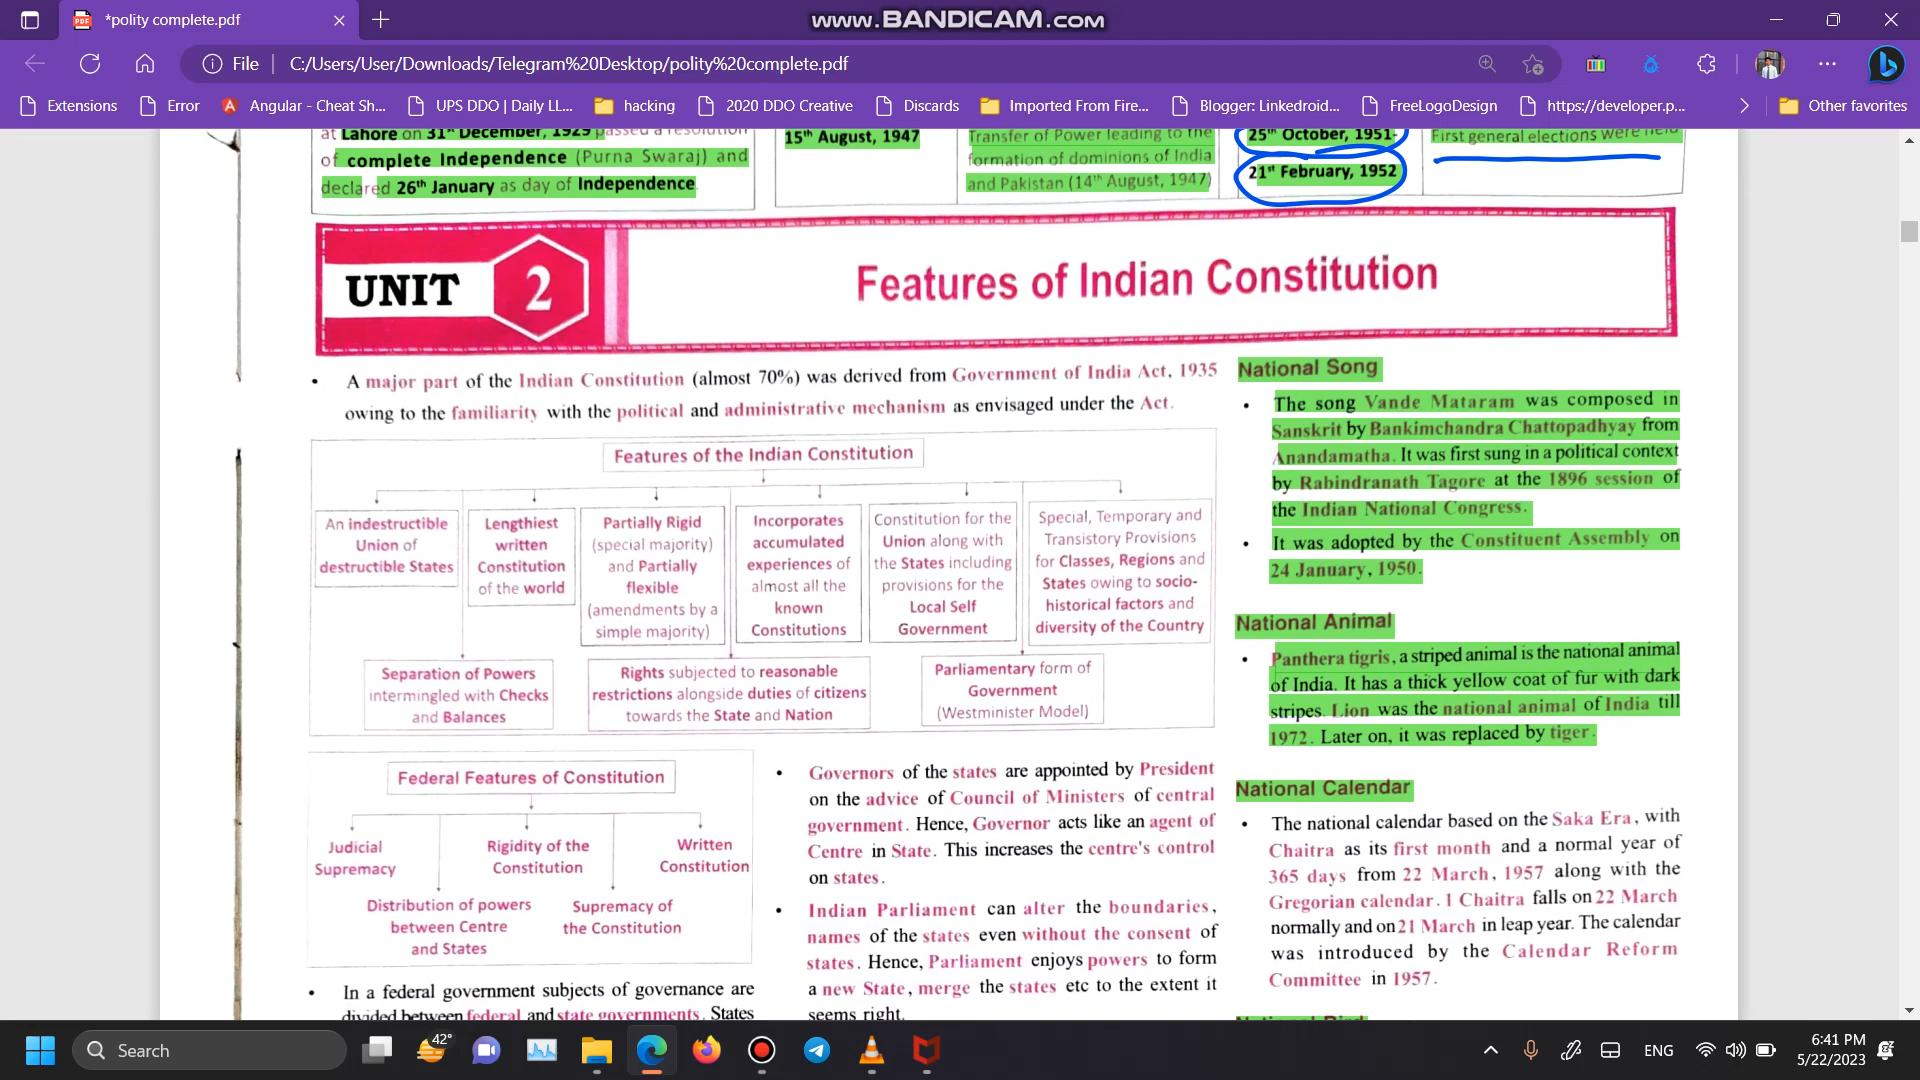 *polity complete.pdf
www.BANDICAM.com
File
C:/Users/User/Downloads/Telegram%20Desktop/polity%20complete.pdf
Extensions
Error
Angular - Cheat Sh...
UPS DDO | Daily LL...
hacking
2020 DDO Creative
Discards
Imported From Fire...
Blogger: Linkedroid...
FreeLogoDesign
https://developer.p...
Other favorites
at Lahore on 31st December, 1929 passed a resolution
of complete Independence (Purna Swaraj) and
declared 26th January as day of Independence
15th August, 1947
Transfer of Power leading to the
formation of dominions of India
and Pakistan (14th August, 1947)
25th October, 1951-
21st February, 1952
First general elections were held
UNIT 2
Features of Indian Constitution
• A major part of the Indian Constitution (almost 70%) was derived from Government of India Act, 1935
owing to the familiarity with the political and administrative mechanism as envisaged under the Act.
Features of the Indian Constitution
An indestructible
Union of
destructible States
Lengthiest
written
Constitution
of the world
Partially Rigid
(special majority)
and Partially
flexible
(amendments by a
simple majority)
Incorporates
accumulated
experiences of
almost all the
known
Constitutions
Constitution for the
Union along with
the States including
provisions for the
Local Self
Government
Special, Temporary and
Transistory Provisions
for Classes, Regions and
States owing to socio-
historical factors and
diversity of the Country
Separation of Powers
intermingled with Checks
and Balances
Rights subjected to reasonable
restrictions alongside duties of citizens
towards the State and Nation
Parliamentary form of
Government
(Westminister Model)
Federal Features of Constitution
Judicial
Supremacy
Rigidity of the
Constitution
Written
Constitution
Distribution of powers
between Centre
and States
Supremacy of
the Constitution
• In a federal government subjects of governance are
divided between federal and state governments. States
• Governors of the states are appointed by President
on the advice of Council of Ministers of central
government. Hence, Governor acts like an agent of
Centre in State. This increases the centre's control
on states.
• Indian Parliament can alter the boundaries,
names of the states even without the consent of
states. Hence, Parliament enjoys powers to form
a new State, merge the states etc to the extent it
seems right.
National Song
• The song Vande Mataram was composed in
Sanskrit by Bankimchandra Chattopadhyay from
Anandamatha. It was first sung in a political context
by Rabindranath Tagore at the 1896 session of
the Indian National Congress.
• It was adopted by the Constituent Assembly on
24 January, 1950.
National Animal
• Panthera tigris, a striped animal is the national animal
of India. It has a thick yellow coat of fur with dark
stripes. Lion was the national animal of India till
1972. Later on, it was replaced by tiger.
National Calendar
• The national calendar based on the Saka Era, with
Chaitra as its first month and a normal year of
365 days from 22 March, 1957 along with the
Gregorian calendar. 1 Chaitra falls on 22 March
normally and on 21 March in leap year. The calendar
was introduced by the Calendar Reform
Committee in 1957.
Search
42°
ENG
6:41 PM
5/22/2023